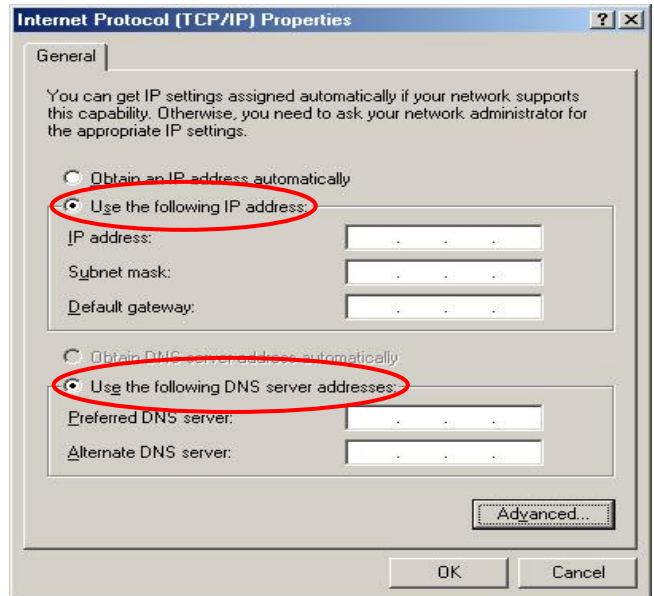 Internet Protocol (TCP/IP) Properties
General
You can get IP settings assigned automatically if your network supports
this capability. Otherwise, you need to ask your network administrator for
the appropriate IP settings.
Obtain an IP address automatically
Use the following IP address:
IP address:
Subnet mask:
Default gateway:
Obtain DNS server address automatically
Use the following DNS server addresses:
Preferred DNS server:
Alternate DNS server:
Advanced...
OK Cancel